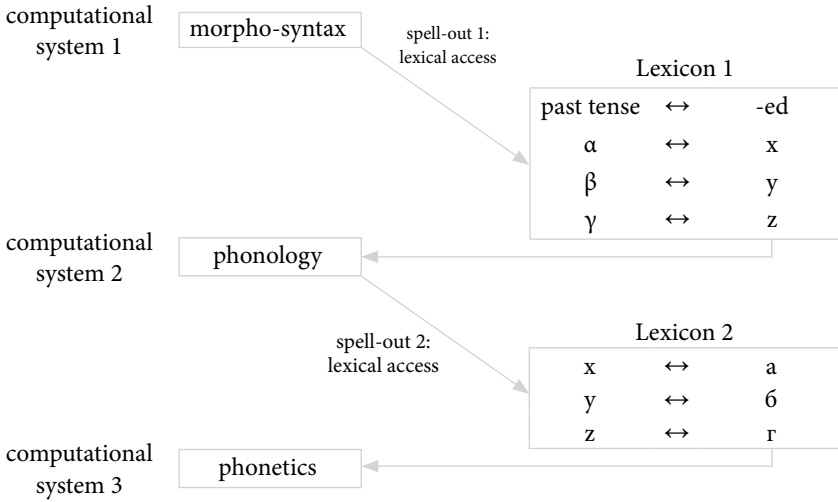 computational
system 1
morpho-syntax
spell-out 1:
lexical access
Lexicon 1
past tense ↔ -ed
α ↔ x
β ↔ y
γ ↔ z
computational
system 2
phonology
spell-out 2:
lexical access
Lexicon 2
x ↔ а
y ↔ б
z ↔ г
computational
system 3
phonetics